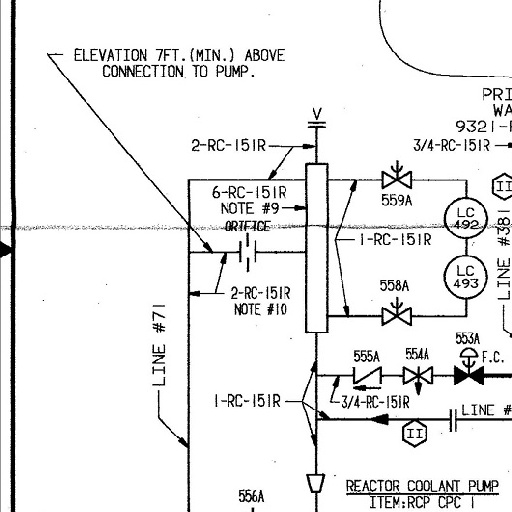 ELEVATION 7FT.(MIN.) ABOVE
CONNECTION TO PUMP.
V
PRI
WA
9321-F
2-RC-151R
3/4-RC-151R
6-RC-151R
NOTE #9
ORIFICE
559A
II
LC
492
1-RC-151R
LINE #381
LC
493
558A
2-RC-151R
NOTE #10
LINE #71
553A
555A
554A
F.C.
1-RC-151R
3/4-RC-151R
LINE #
II
REACTOR COOLANT PUMP
ITEM:RCP CPC 1
556A